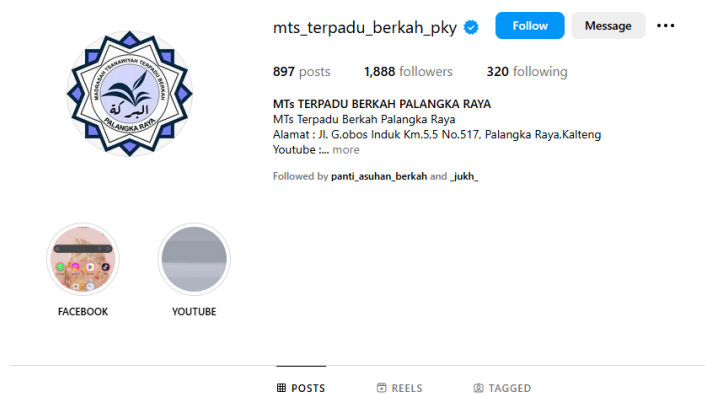 mts_terpadu_berkah_pky
Follow
Message
MADRASAH TSANAWIYAH TERPADU BERKAH
البركة
PALANGKA RAYA
897 posts
1,888 followers
320 following
MTs TERPADU BERKAH PALANGKA RAYA
MTs Terpadu Berkah Palangka Raya
Alamat : Jl. G.obos Induk Km.5,5 No.517, Palangka Raya,Kalteng
Youtube :... more
Followed by panti_asuhan_berkah and _jukh_
FACEBOOK
YOUTUBE
POSTS
REELS
TAGGED